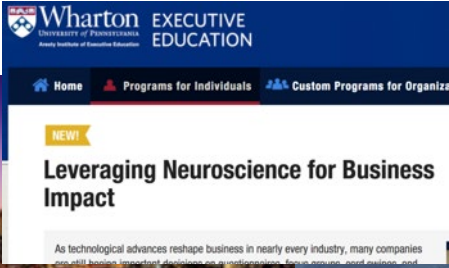 Wharton EXECUTIVE
UNIVERSITY of PENNSYLVANIA
EDUCATION
Aresty Institute of Executive Education
Home Programs for Individuals Custom Programs for Organiza
NEW!
Leveraging Neuroscience for Business
Impact
As technological advances reshape business in nearly every industry, many companies
are still basing important decisions on questionnaires, focus groups, card swipes, and